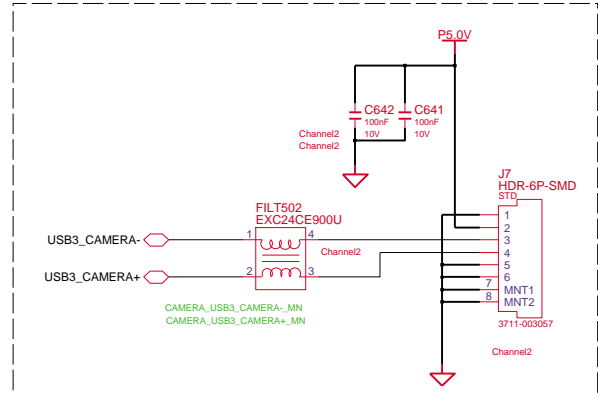 P5.0V
C642
100nF
10V
C641
100nF
10V
Channel2
Channel2
J7
HDR-6P-SMD
STD
1
2
3
4
5
6
7 MNT1
8 MNT2
3711-003057
Channel2
FILT502
EXC24CE900U
USB3_CAMERA-
1
4
Channel2
USB3_CAMERA+
2
3
CAMERA_USB3_CAMERA-_MN
CAMERA_USB3_CAMERA+_MN